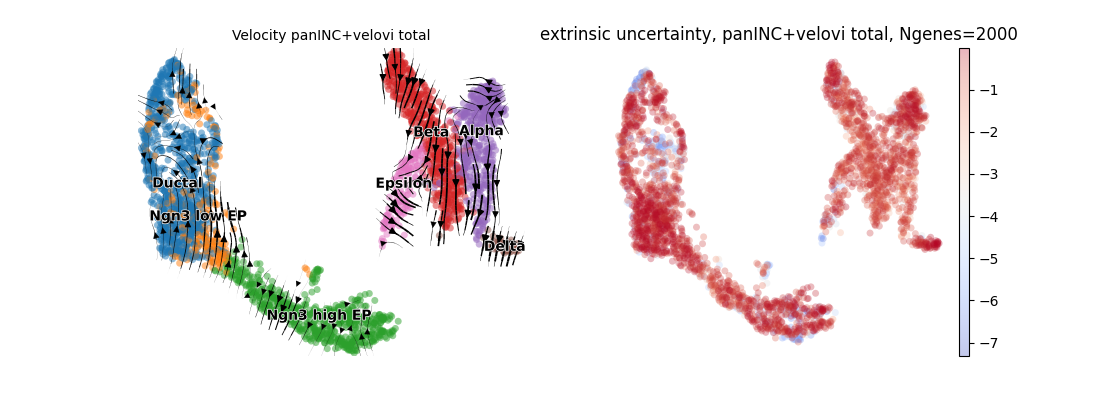 Velocity panINC+velovi total
extrinsic uncertainty, panINC+velovi total, Ngenes=2000
Beta
Alpha
Epsilon
Ductal
Ngn3 low EP
Delta
Ngn3 high EP
−1
−2
−3
−4
−5
−6
−7